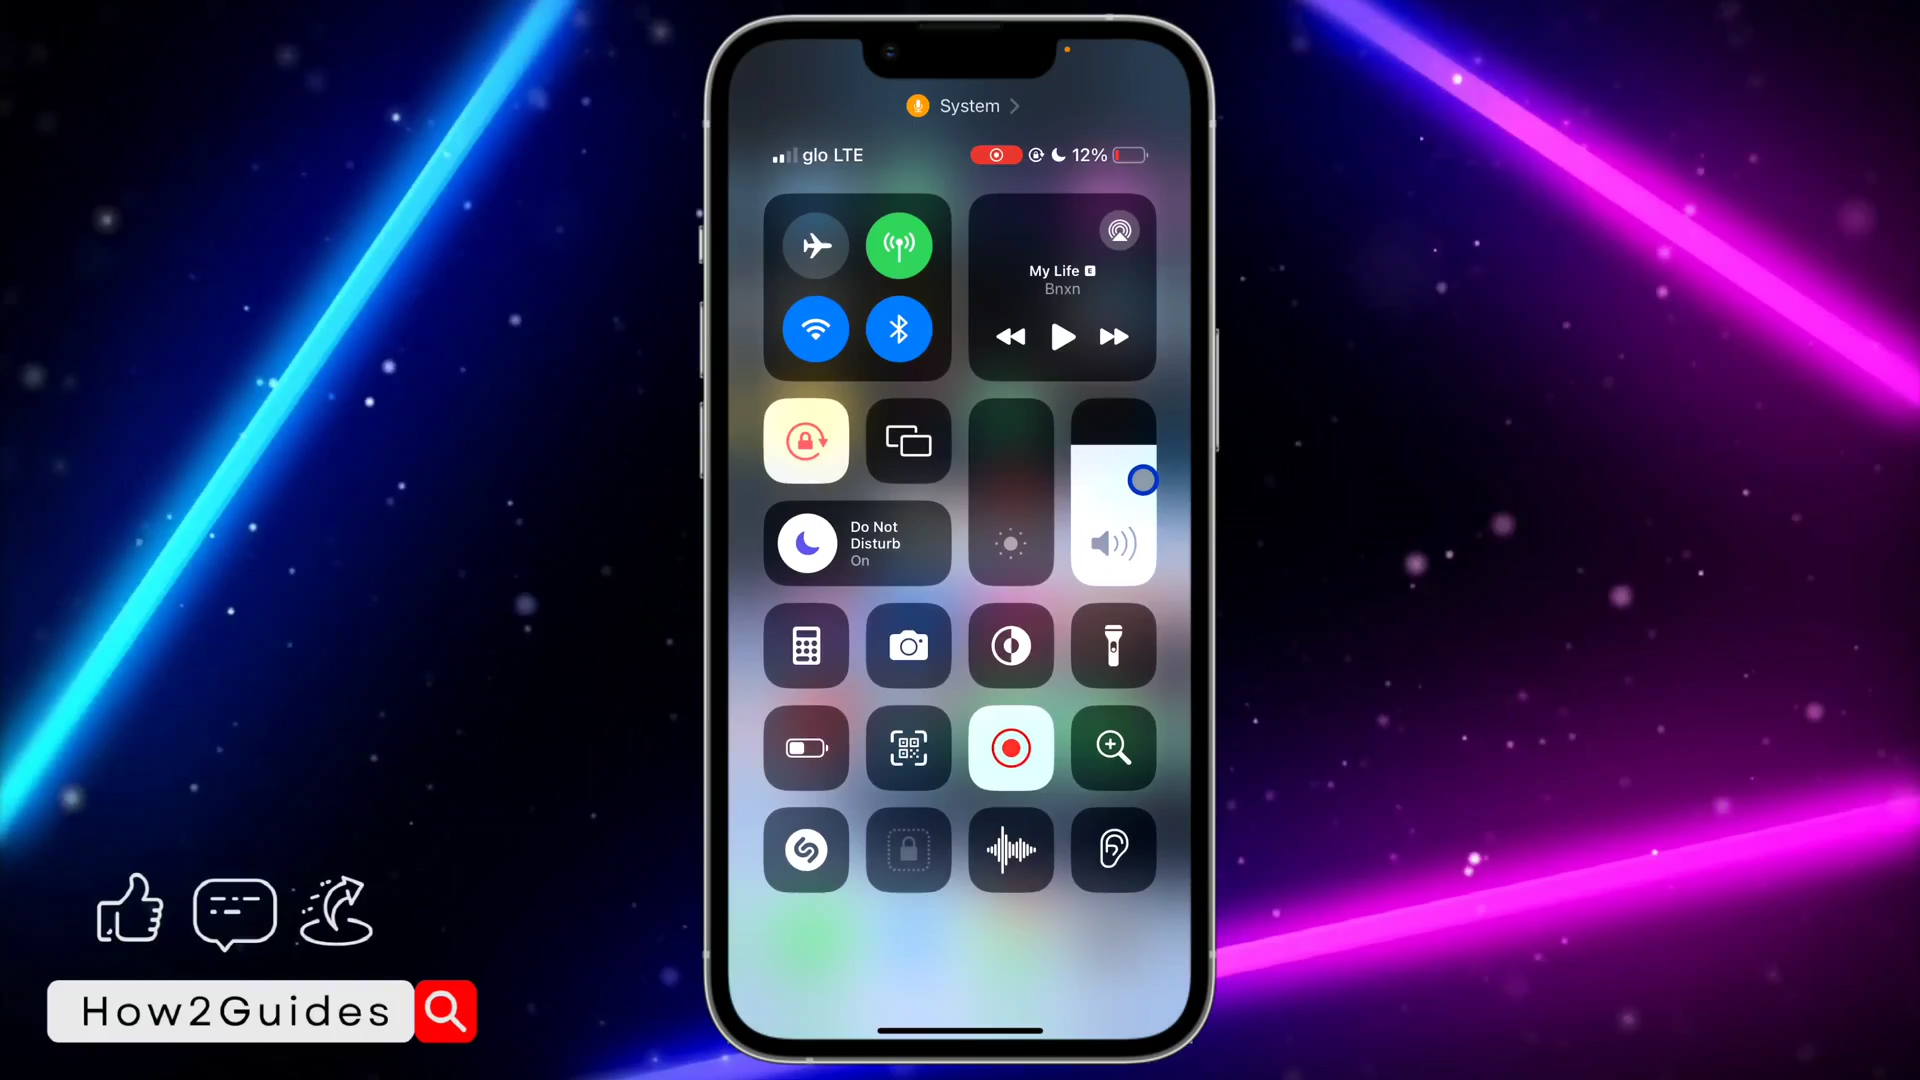 System
glo LTE
12%
My Life E
Bnxn
Do Not
Disturb
On
How2Guides